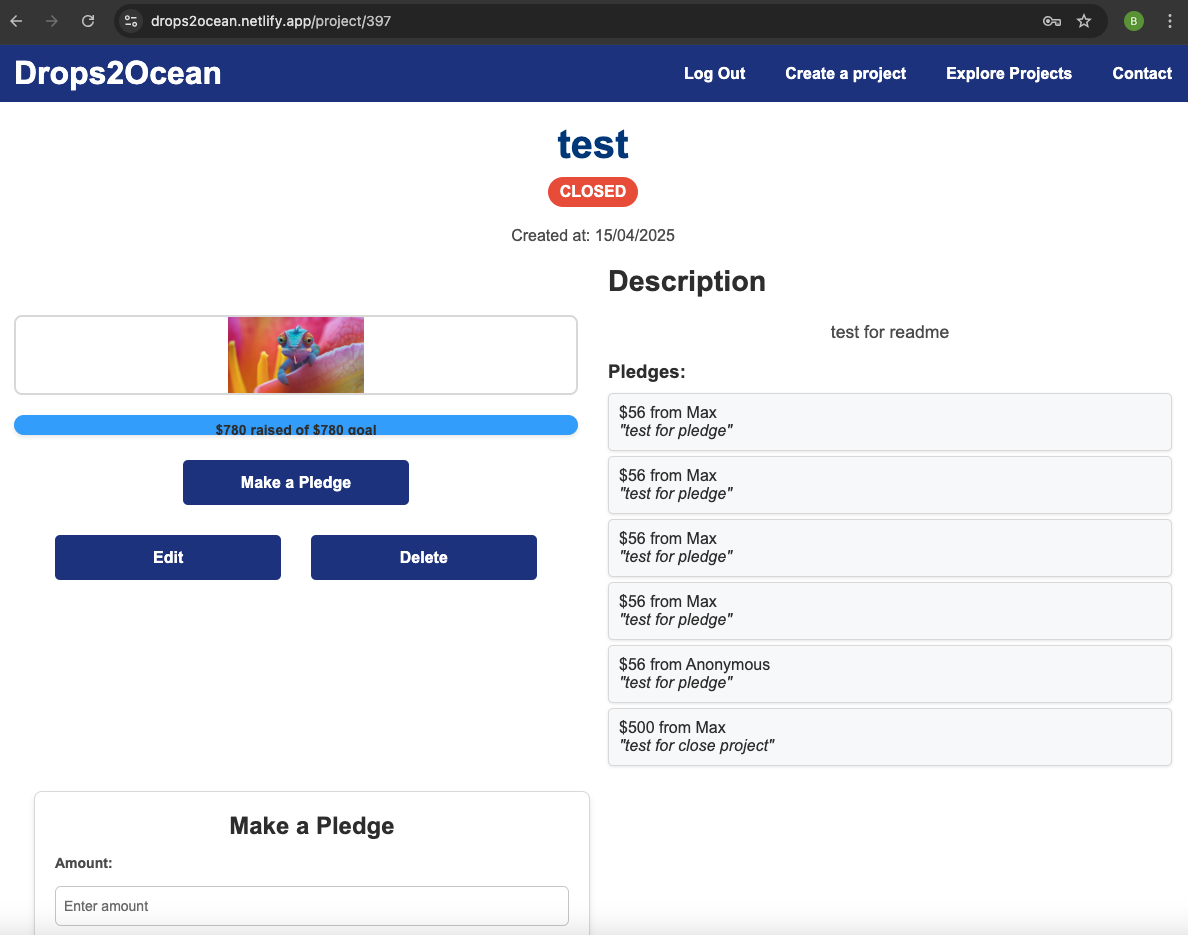 drops2ocean.netlify.app/project/397
B
Drops2Ocean
Log Out
Create a project
Explore Projects
Contact
test
CLOSED
Created at: 15/04/2025
$780 raised of $780 goal
Make a Pledge
Edit
Delete
Description
test for readme
Pledges:
$56 from Max
"test for pledge"
$56 from Max
"test for pledge"
$56 from Max
"test for pledge"
$56 from Max
"test for pledge"
$56 from Anonymous
"test for pledge"
$500 from Max
"test for close project"
Make a Pledge
Amount:
Enter amount